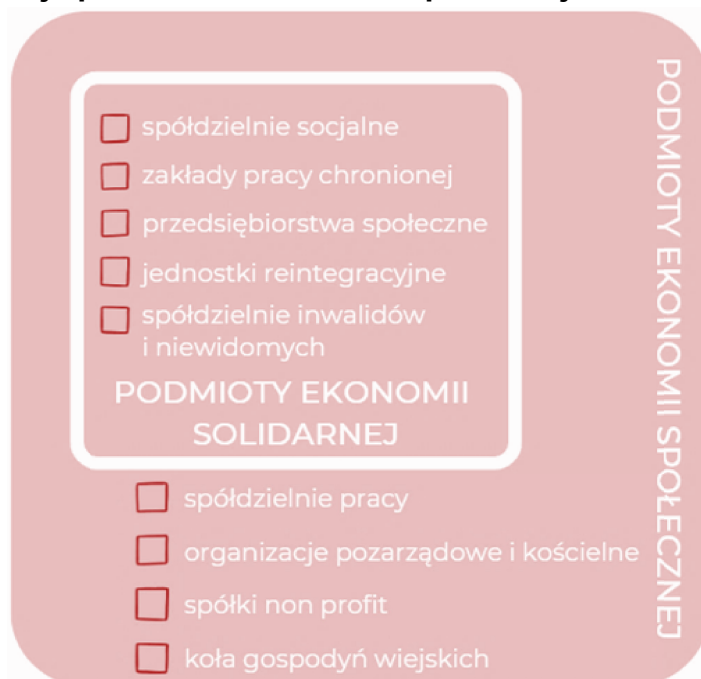 spółdzielnie socjalne
zakłady pracy chronionej
przedsiębiorstwa społeczne
jednostki reintegracyjne
spółdzielnie inwalidów
i niewidomych
PODMIOTY EKONOMII
SOLIDARNEJ
spółdzielnie pracy
organizacje pozarządowe i kościelne
spółki non profit
koła gospodyń wiejskich
PODMIOTY EKONOMII SPOŁECZNEJ